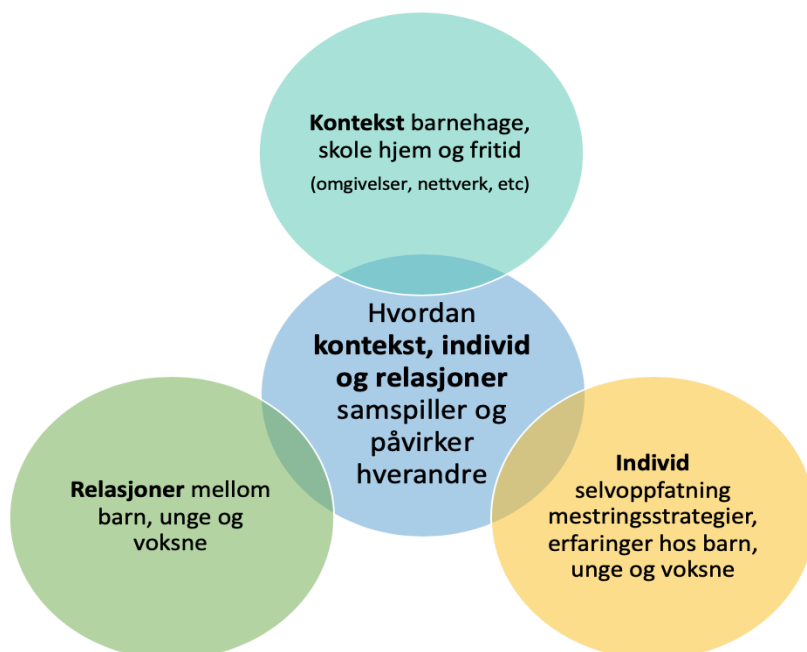 Kontekst barnehage,
skole hjem og fritid
(omgivelser, nettverk, etc)
Hvordan
kontekst, individ
og relasjoner
samspiller og
påvirker
hverandre
Relasjoner mellom
barn, unge og
voksne
Individ
selvoppfatning
mestringsstrategier,
erfaringer hos barn,
unge og voksne